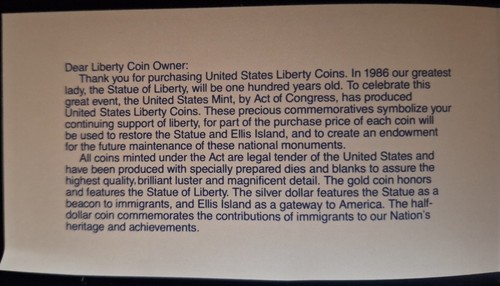 Dear Liberty Coin Owner:
Thank you for purchasing United States Liberty Coins. In 1986 our greatest
lady, the Statue of Liberty, will be one hundred years old. To celebrate this
great event, the United States Mint, by Act of Congress, has produced
United States Liberty Coins. These precious commemoratives symbolize your
continuing support of liberty, for part of the purchase price of each coin will
be used to restore the Statue and Ellis Island, and to create an endowment
for the future maintenance of these national monuments.
All coins minted under the Act are legal tender of the United States and
have been produced with specially prepared dies and blanks to assure the
highest quality, brilliant luster and magnificent detail. The gold coin honors
and features the Statue of Liberty. The silver dollar features the Statue as a
beacon to immigrants, and Ellis Island as a gateway to America. The half-
dollar coin commemorates the contributions of immigrants to our Nation's
heritage and achievements.